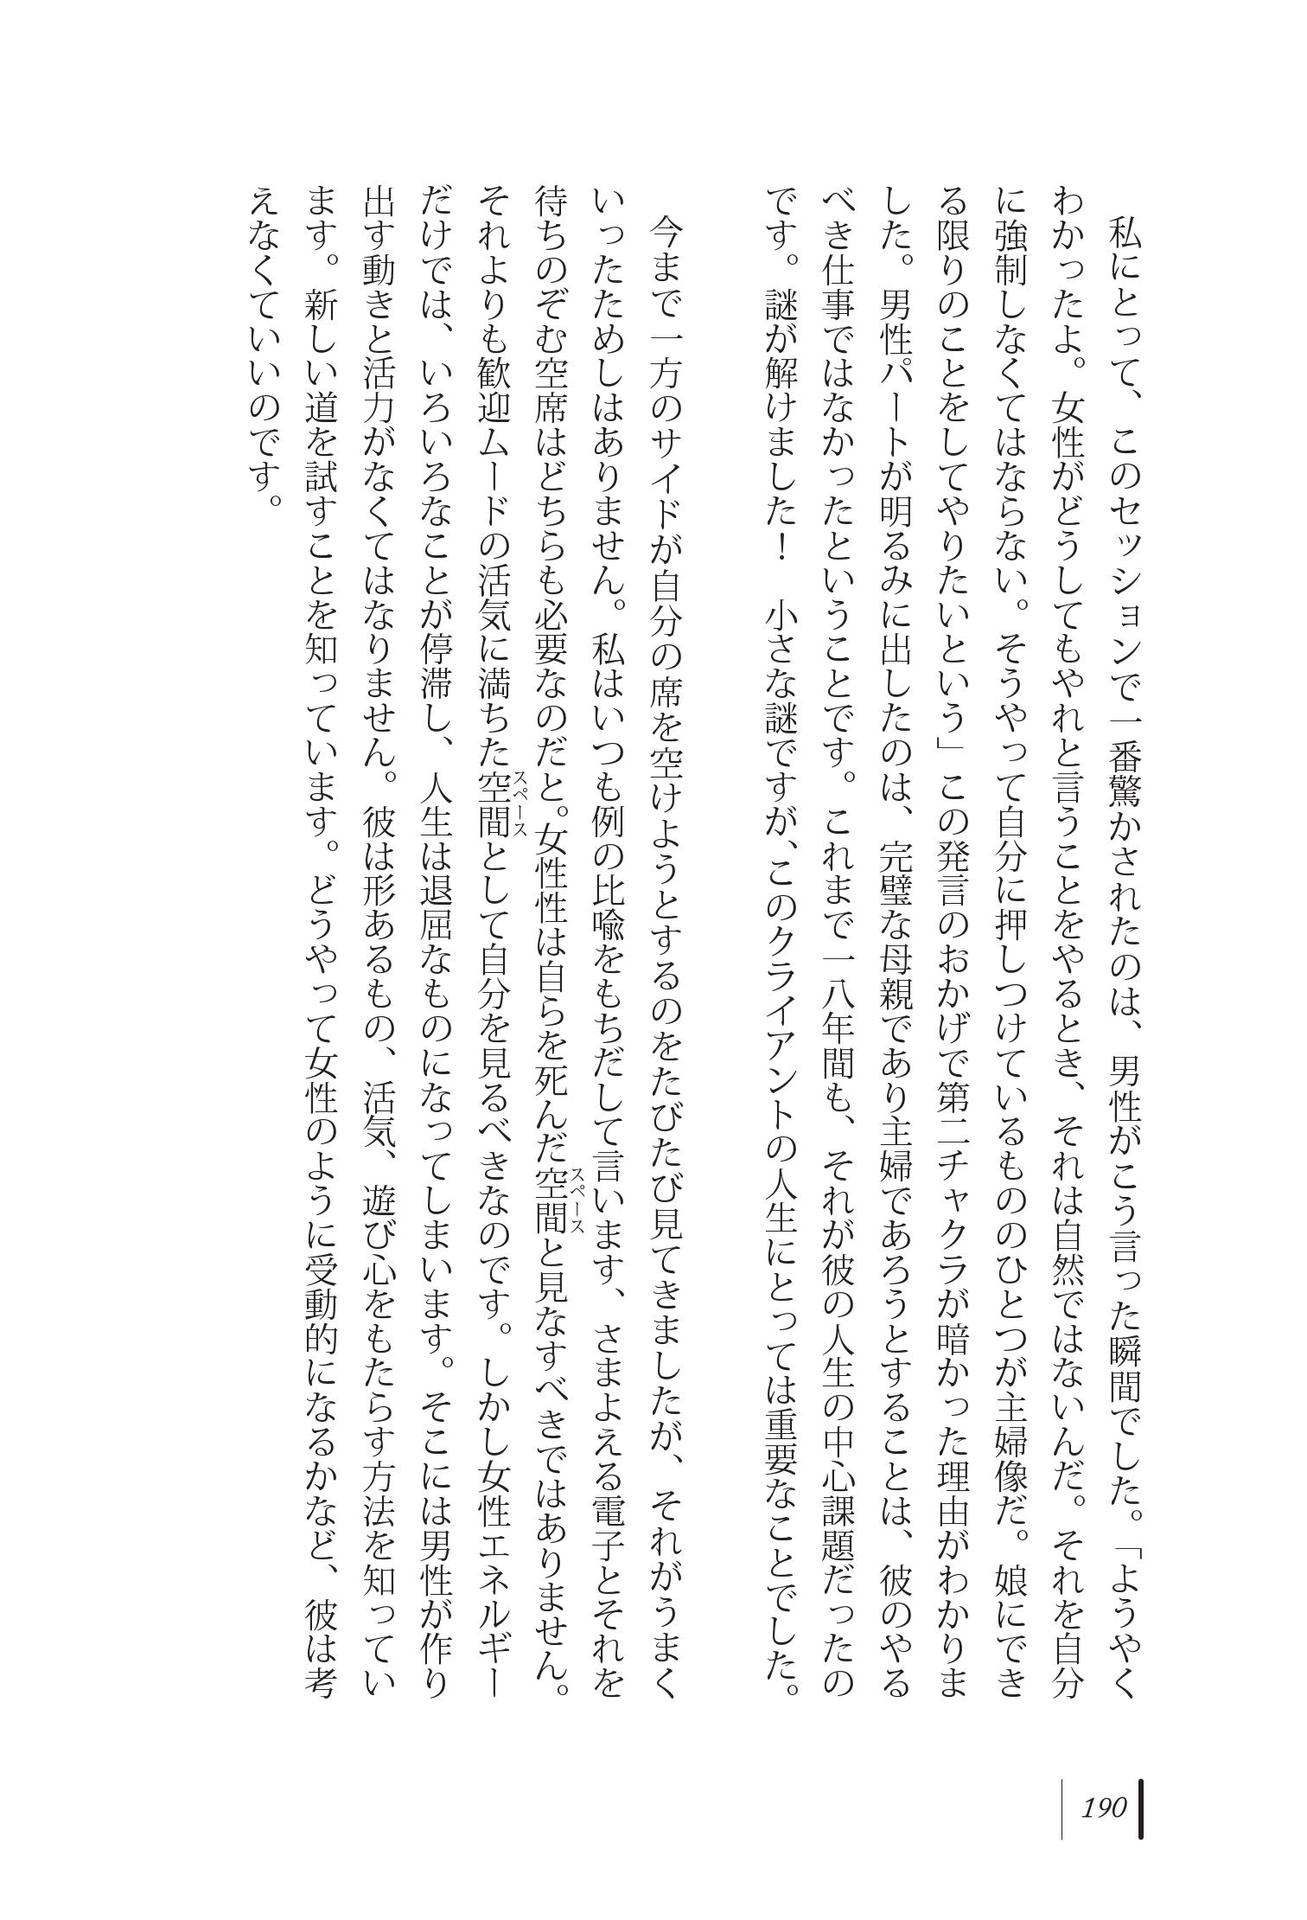 私にとって、このセッションで一番驚かされたのは、男性がこう言った瞬間でした。「ようやく
わかったよ。女性がどうしてもやれと言うことをやるとき、それは自然ではないんだ。それを自分
に強制しなくてはならない。そうやって自分に押しつけているもののひとつが主婦像だ。娘にでき
る限りのことをしてやりたいという」この発言のおかげで第二チャクラが暗かった理由がわかりま
した。男性パートが明るみに出したのは、完璧な母親であり主婦であろうとすることは、彼のやる
べき仕事ではなかったということです。これまで一八年間も、それが彼の人生の中心課題だったの
です。謎が解けました！　小さな謎ですが、このクライアントの人生にとっては重要なことでした。
今まで一方のサイドが自分の席を空けようとするのをたびたび見てきましたが、それがうまく
いったためしはありません。私はいつも例の比喩をもちだして言います、さまよえる電子とそれを
待ちのぞむ空席はどちらも必要なのだと。女性性は自らを死んだ空間スペースと見なすべきではありません。
それよりも歓迎ムードの活気に満ちた空間スペースとして自分を見るべきなのです。しかし女性エネルギー
だけでは、いろいろなことが停滞し、人生は退屈なものになってしまいます。そこには男性が作り
出す動きと活力がなくてはなりません。彼は形あるもの、活気、遊び心をもたらす方法を知ってい
ます。新しい道を試すことを知っています。どうやって女性のように受動的になるかなど、彼は考
えなくていいのです。
190